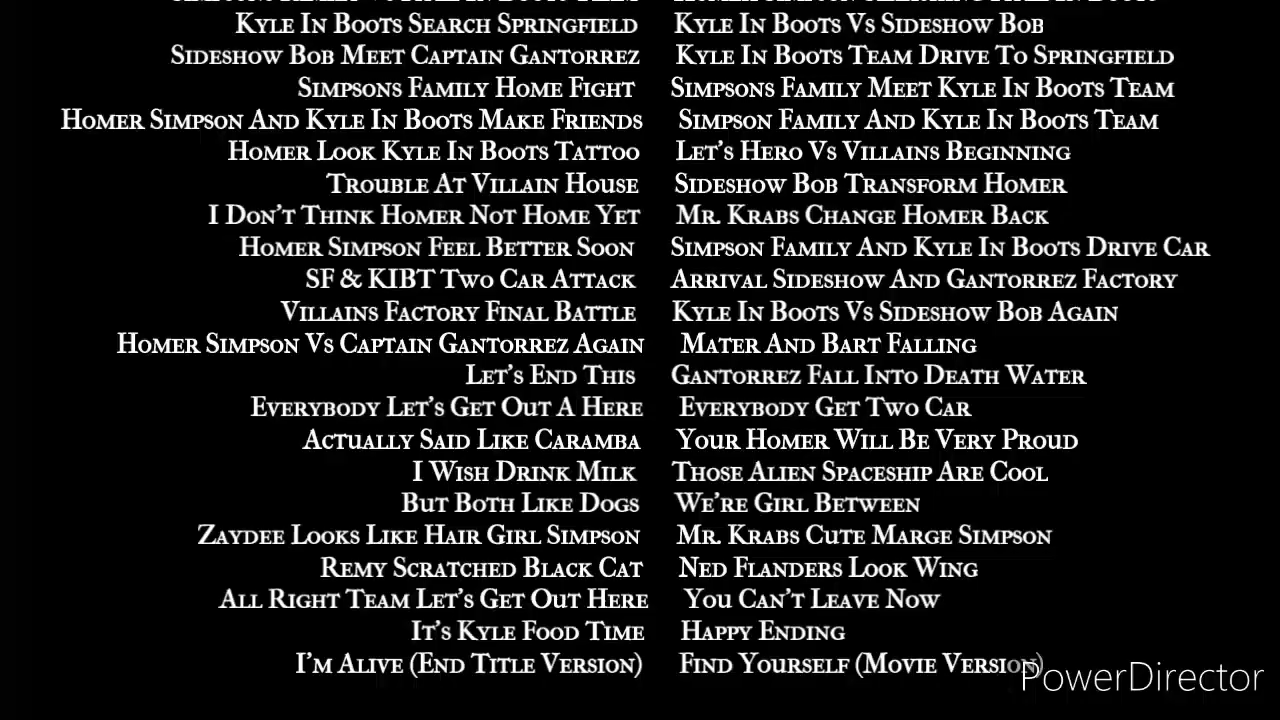 Kyle In Boots Search Springfield Kyle In Boots Vs Sideshow Bob
Sideshow Bob Meet Captain Gantorrez Kyle In Boots Team Drive To Springfield
Simpsons Family Home Fight Simpsons Family Meet Kyle In Boots Team
Homer Simpson And Kyle In Boots Make Friends Simpson Family And Kyle In Boots Team
Homer Look Kyle In Boots Tattoo Let's Hero Vs Villains Beginning
Trouble At Villain House Sideshow Bob Transform Homer
I Don't Think Homer Not Home Yet Mr. Krabs Change Homer Back
Homer Simpson Feel Better Soon Simpson Family And Kyle In Boots Drive Car
SF & KIBT Two Car Attack Arrival Sideshow And Gantorrez Factory
Villains Factory Final Battle Kyle In Boots Vs Sideshow Bob Again
Homer Simpson Vs Captain Gantorrez Again Mater And Bart Falling
Let's End This Gantorrez Fall Into Death Water
Everybody Let's Get Out A Here Everybody Get Two Car
Actually Said Like Caramba Your Homer Will Be Very Proud
I Wish Drink Milk Those Alien Spaceship Are Cool
But Both Like Dogs We're Girl Between
Zaydee Looks Like Hair Girl Simpson Mr. Krabs Cute Marge Simpson
Remy Scratched Black Cat Ned Flanders Look Wing
All Right Team Let's Get Out Here You Can't Leave Now
It's Kyle Food Time Happy Ending
I'm Alive (End Title Version) Find Yourself (Movie Version)
PowerDirector